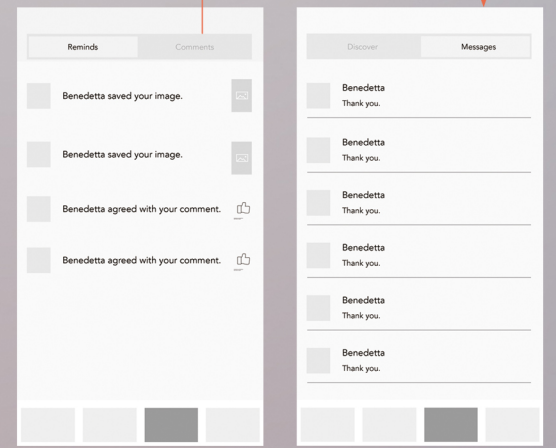 Reminds
Comments
Benedetta saved your image.
Benedetta saved your image.
Benedetta agreed with your comment.
Benedetta agreed with your comment.
Discover
Messages
Benedetta
Thank you.
Benedetta
Thank you.
Benedetta
Thank you.
Benedetta
Thank you.
Benedetta
Thank you.
Benedetta
Thank you.